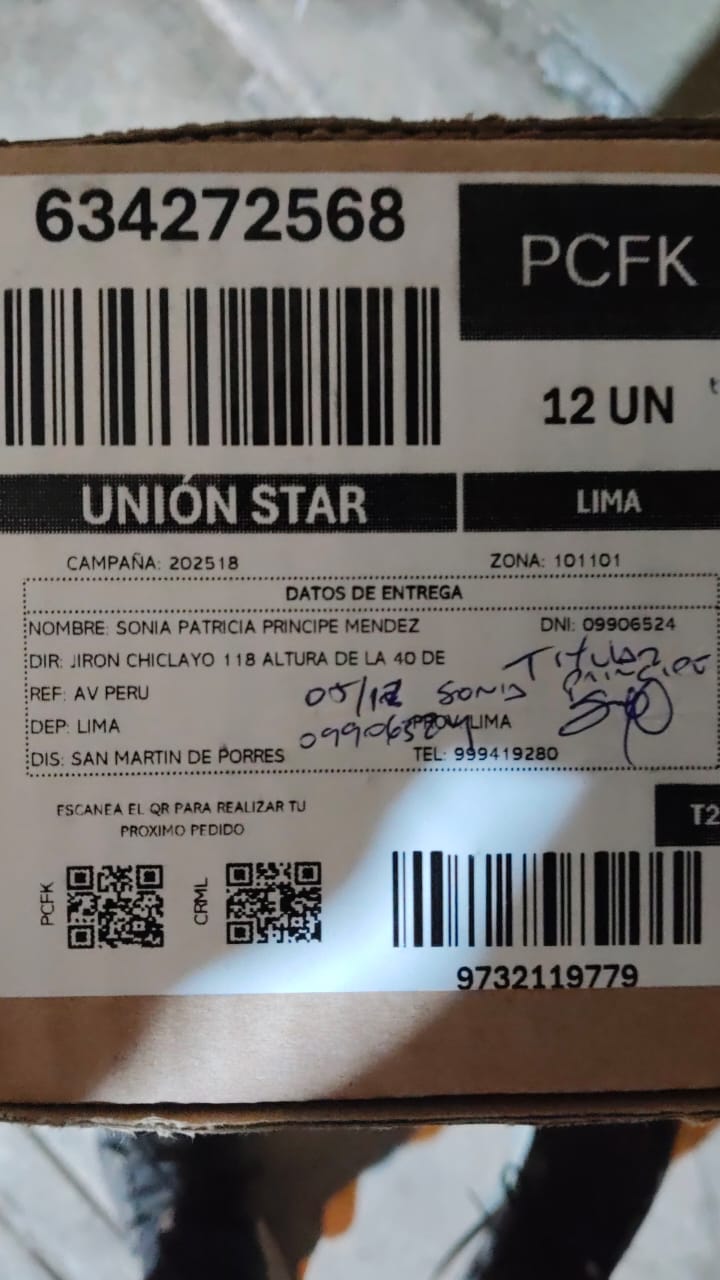 634272568
PCFK
12 UN
UNIÓN STAR
LIMA
CAMPAÑA: 202518
ZONA: 101101
DATOS DE ENTREGA
NOMBRE: SONIA PATRICIA PRINCIPE MENDEZ
DNI: 09906524
DIR: JIRON CHICLAYO 118 ALTURA DE LA 40 DE
Titular
REF: AV PERU
05/12 Sonia Principe
DEP: LIMA
PROV: LIMA
09906524
DIS: SAN MARTIN DE PORRES
TEL: 999419280
ESCANEA EL QR PARA REALIZAR TU
PROXIMO PEDIDO
T2
PCFK
CRML
9732119779